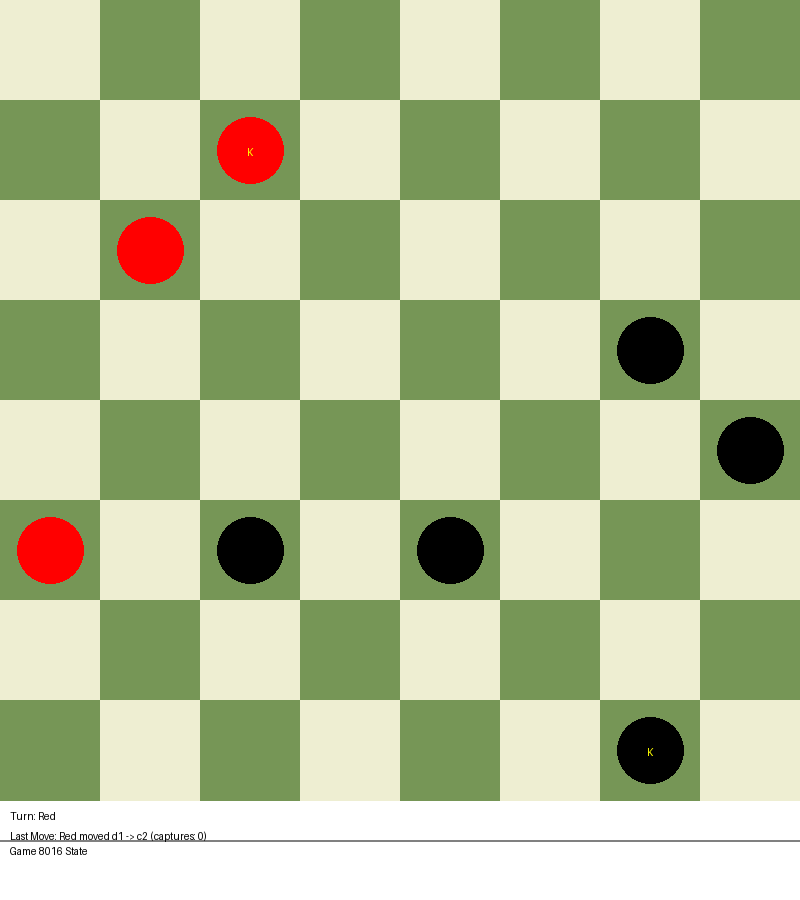 K
K
Turn: Red
Last Move: Red moved d1 -> c2 (captures: 0)
Game 8016 State